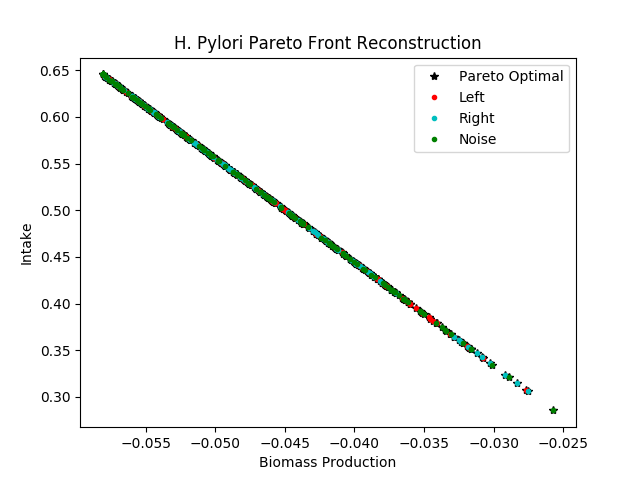 H. Pylori Pareto Front Reconstruction
Pareto Optimal
Left
Right
Noise
Intake
0.65
0.60
0.55
0.50
0.45
0.40
0.35
0.30
−0.055
−0.050
−0.045
−0.040
−0.035
−0.030
−0.025
Biomass Production